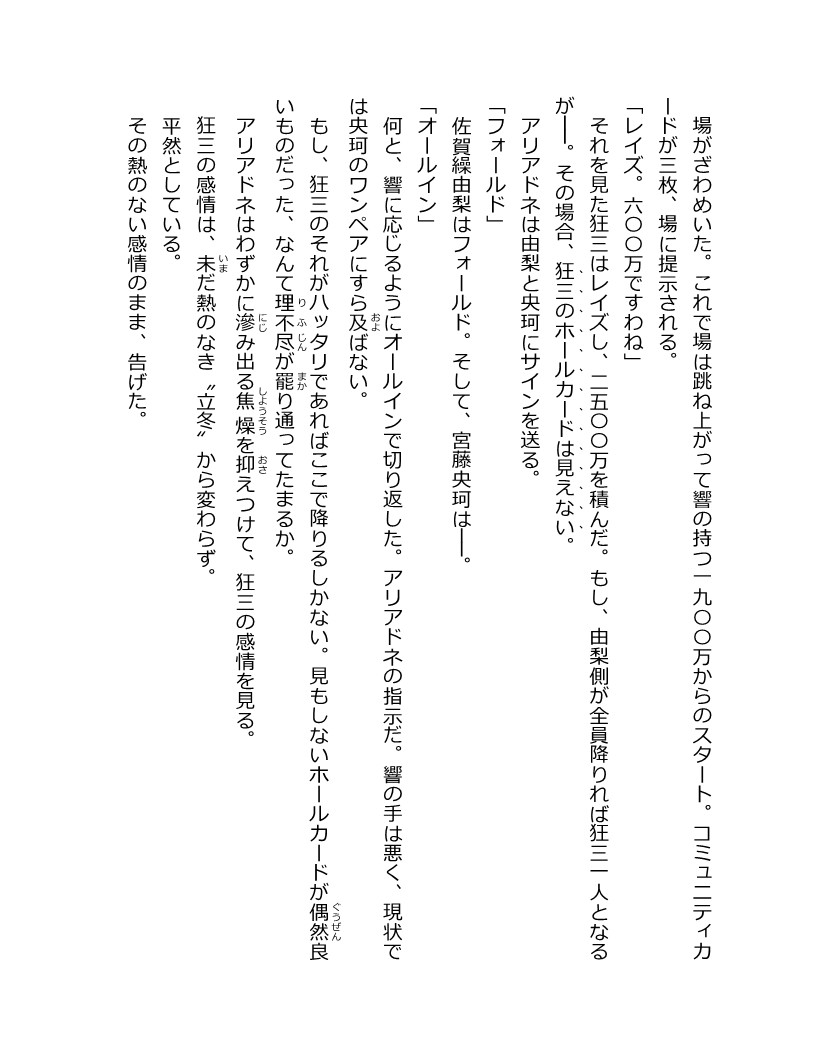 場がざわめいた。これで場は跳ね上がって響の持つ一九〇〇万からのスタート。コミュニティカ
ードが三枚、場に提示される。
「レイズ。六〇〇万ですわね」
それを見た狂三はレイズし、二五〇〇万を積んだ。もし、由梨側が全員降りれば狂三一人となる
が――。その場合、狂三のホールカードは見えない。
アリアドネは由梨と央珂にサインを送る。
「フォールド」
佐賀繰由梨はフォールド。そして、宮藤央珂は――。
「オールイン」
何と、響に応じるようにオールインで切り返した。アリアドネの指示だ。響の手は悪く、現状で
は央珂のワンペアにすら及ばない。
もし、狂三のそれがハッタリであればここで降りるしかない。見もしないホールカードが偶然良
いものだった、なんて理不尽が罷り通ってたまるか。
アリアドネはわずかに滲み出る焦燥を抑えつけて、狂三の感情を見る。
狂三の感情は、未だ熱のなき〝立冬〟から変わらず。
平然としている。
その熱のない感情のまま、告げた。